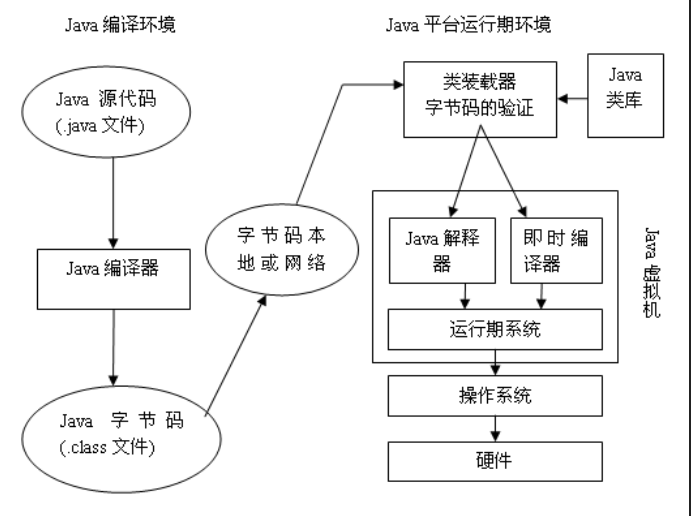 Java 编译环境
Java 平台运行期环境
Java 源代码
(.java 文件)
Java 编译器
Java 字节码
(.class 文件)
字节码本
地或网络
类装载器
字节码的验证
Java
类库
Java 解释
器
即时编
译器
运行期系统
Java 虚拟机
操作系统
硬件